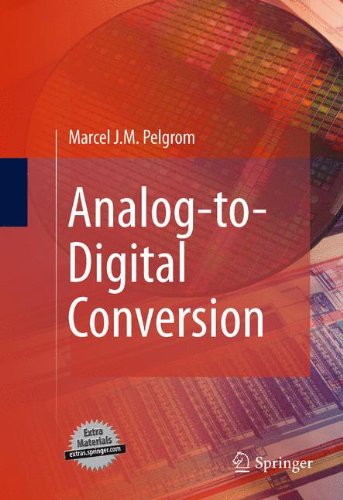 Marcel J.M. Pelgrom
Analog-to-
Digital
Conversion
Extra
Materials
extras.springer.com
Springer